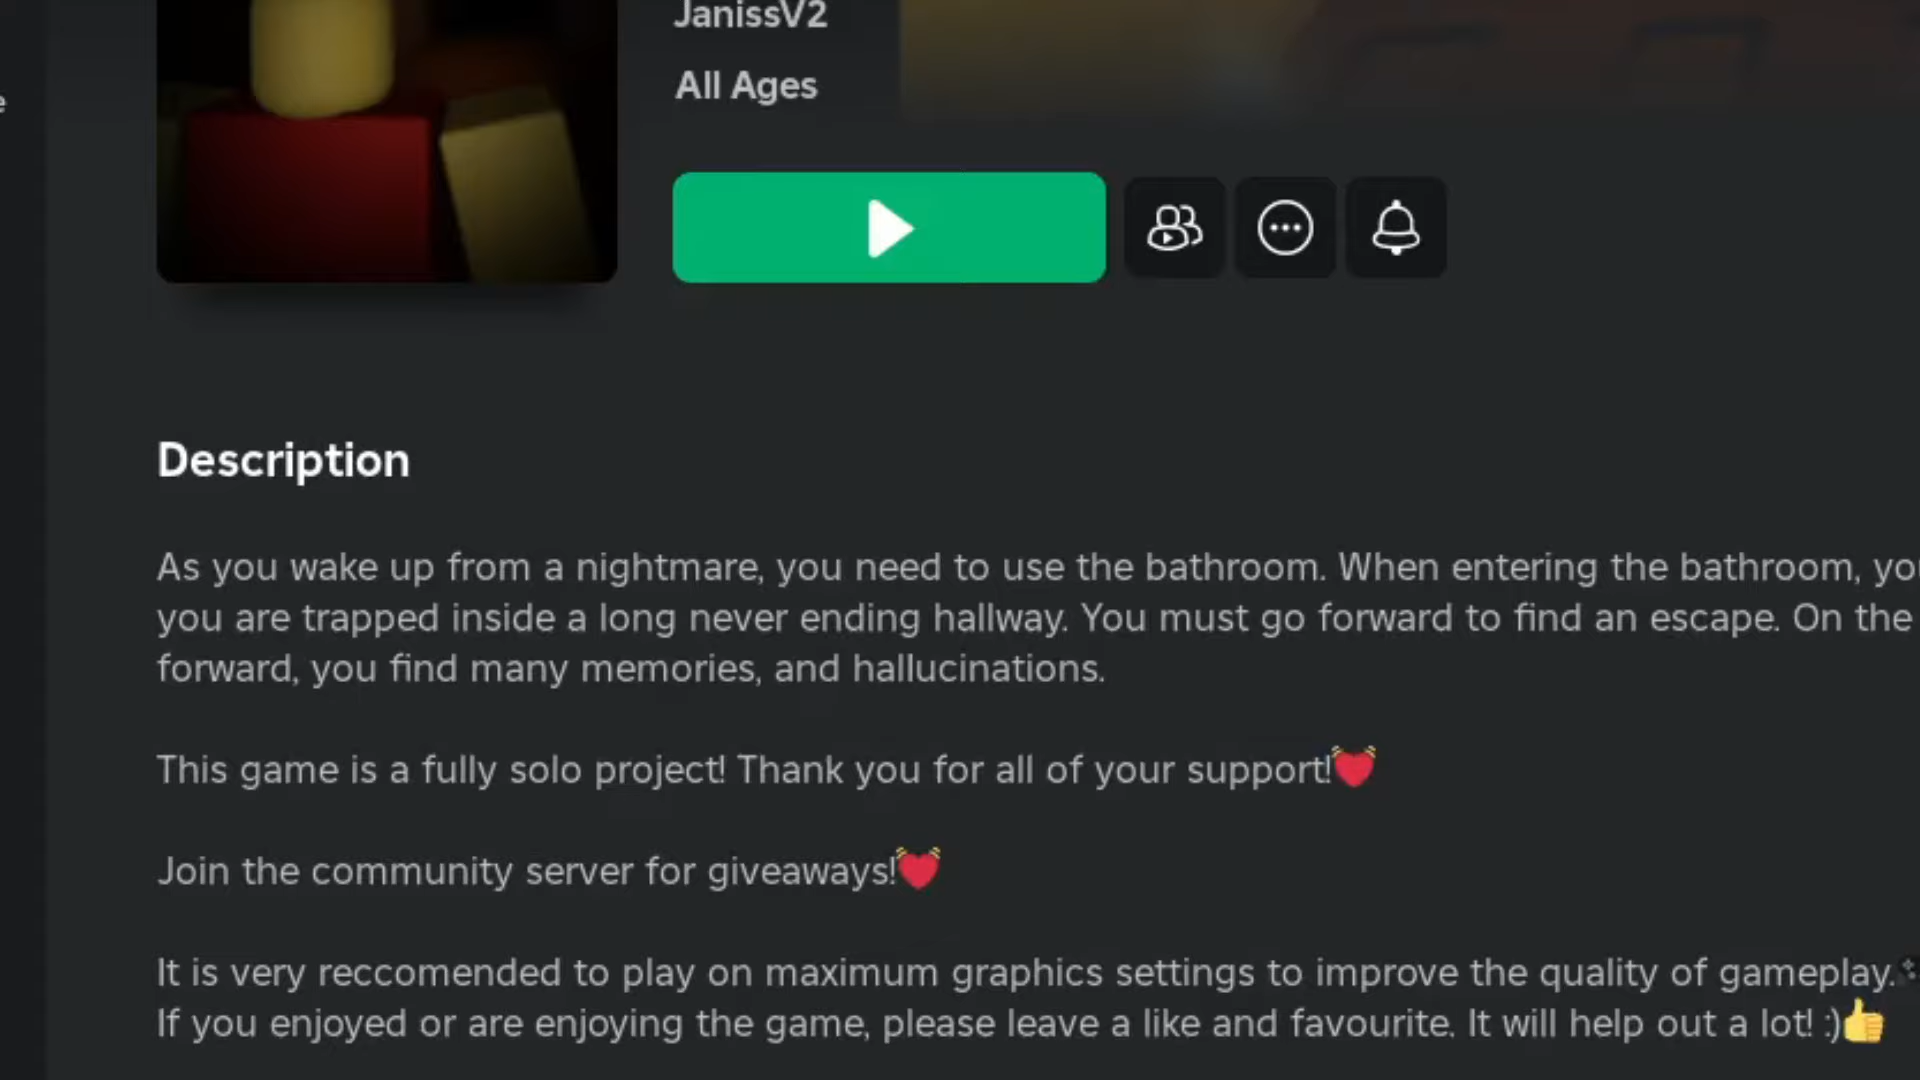 JanissV2
All Ages
Description
As you wake up from a nightmare, you need to use the bathroom. When entering the bathroom,
you are trapped inside a long never ending hallway. You must go forward to find an escape. On the
forward, you find many memories, and hallucinations.
This game is a fully solo project! Thank you for all of your support!💓
Join the community server for giveaways!💓
It is very reccomended to play on maximum graphics settings to improve the quality of gameplay.
If you enjoyed or are enjoying the game, please leave a like and favourite. It will help out a lot! :)👍